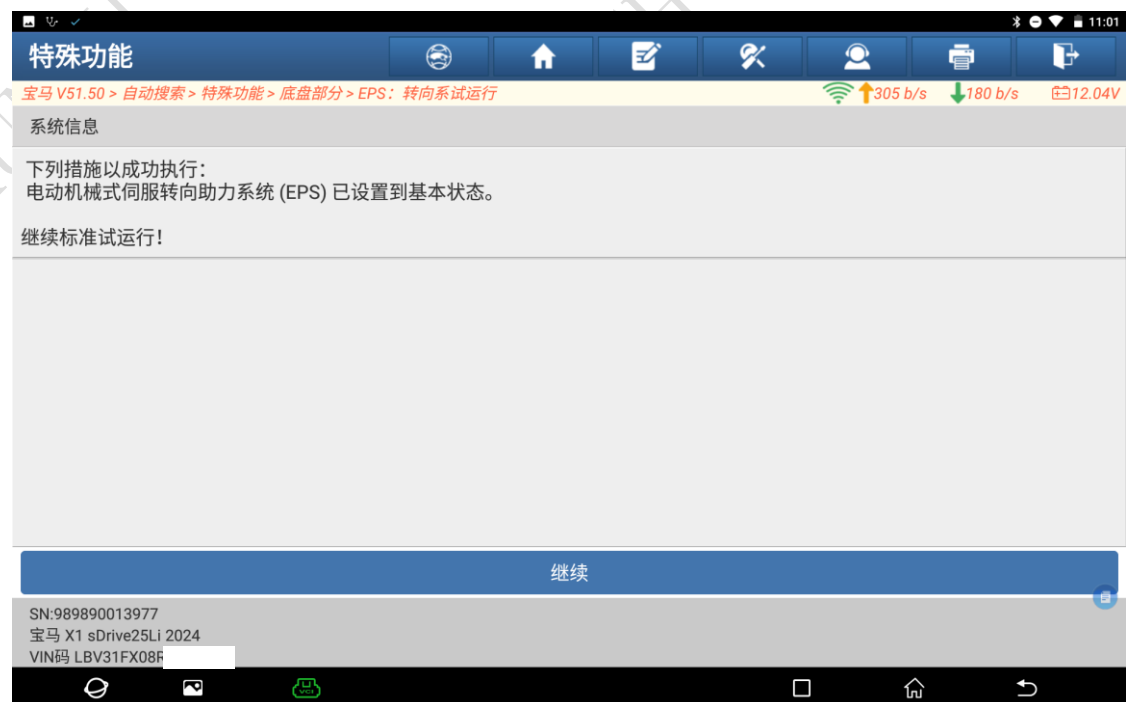 11:01
特殊功能
宝马 V51.50 > 自动搜索 > 特殊功能 > 底盘部分 > EPS：转向系试运行
305 b/s 180 b/s 12.04V
系统信息
下列措施以成功执行：
电动机械式伺服转向助力系统 (EPS) 已设置到基本状态。
继续标准试运行！
继续
SN:989890013977
宝马 X1 sDrive25Li 2024
VIN码 LBV31FX08R
VCI